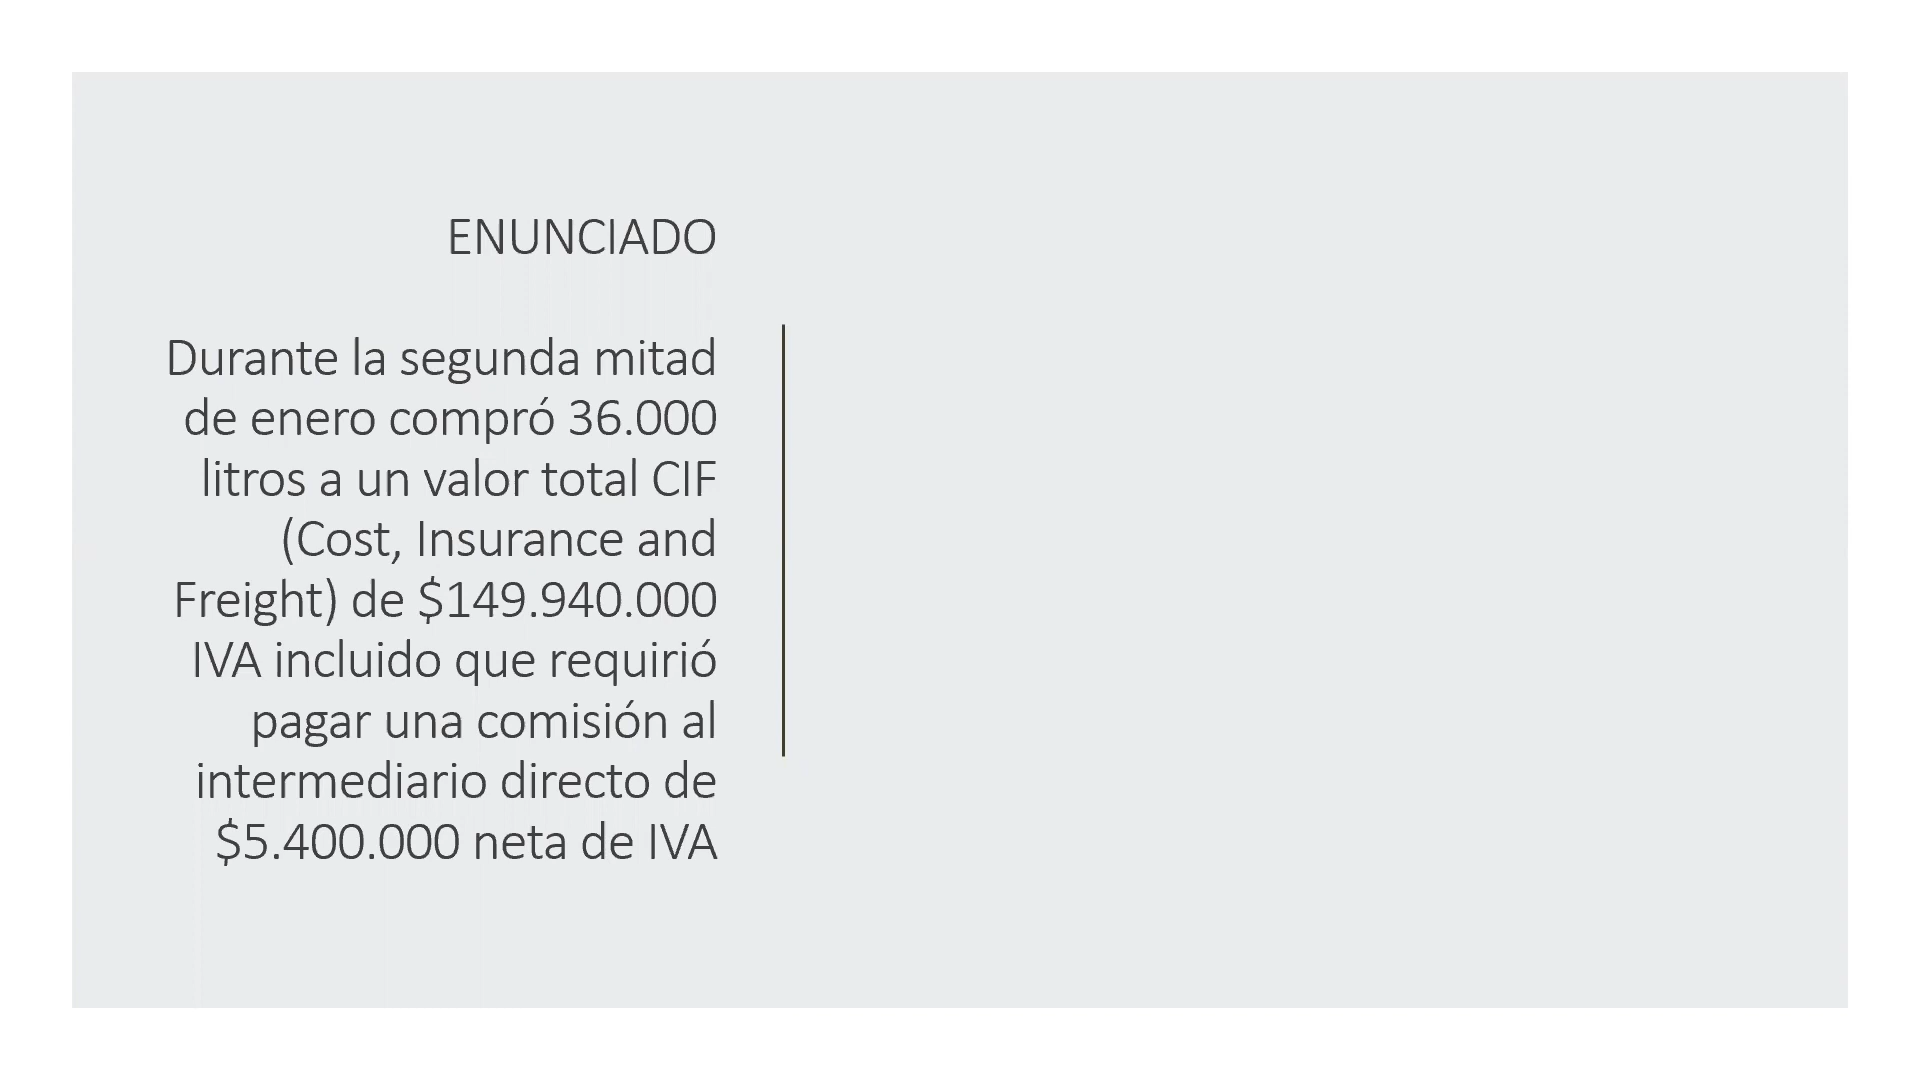 ENUNCIADO
Durante la segunda mitad
de enero compró 36.000
litros a un valor total CIF
(Cost, Insurance and
Freight) de $149.940.000
IVA incluido que requirió
pagar una comisión al
intermediario directo de
$5.400.000 neta de IVA